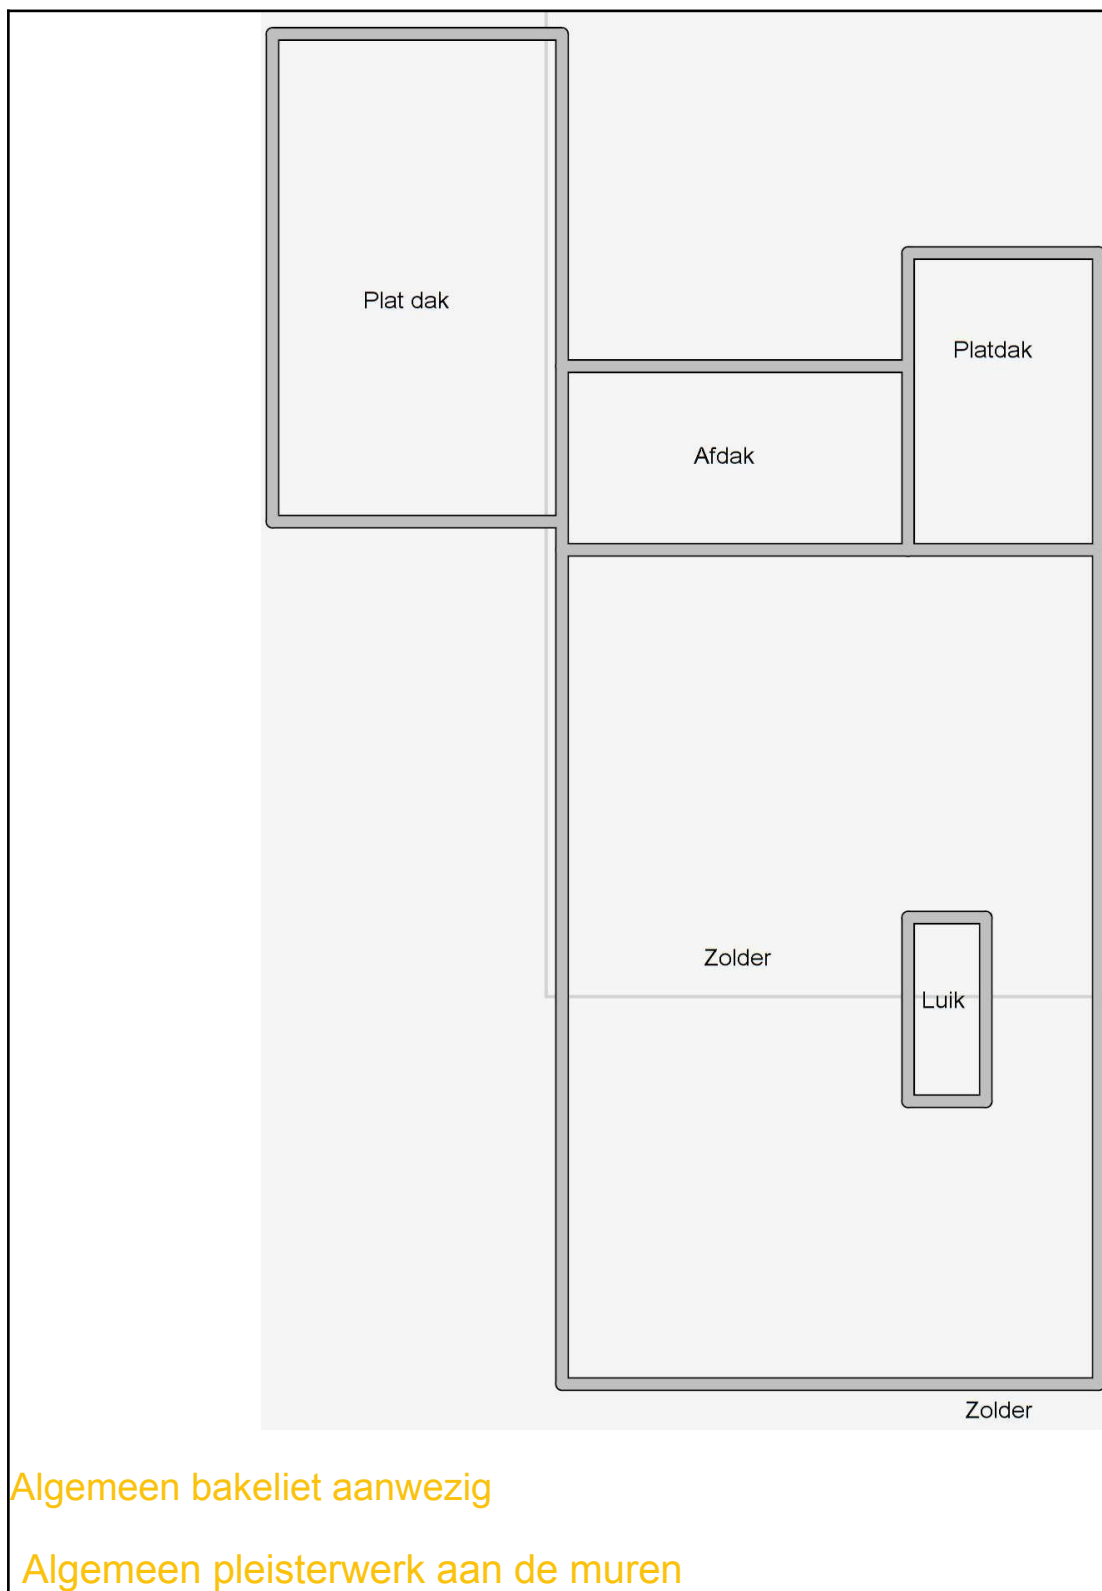 Plat dak
Platdak
Afdak
Zolder
Luik
Zolder
Algemeen bakeliet aanwezig
Algemeen pleisterwerk aan de muren